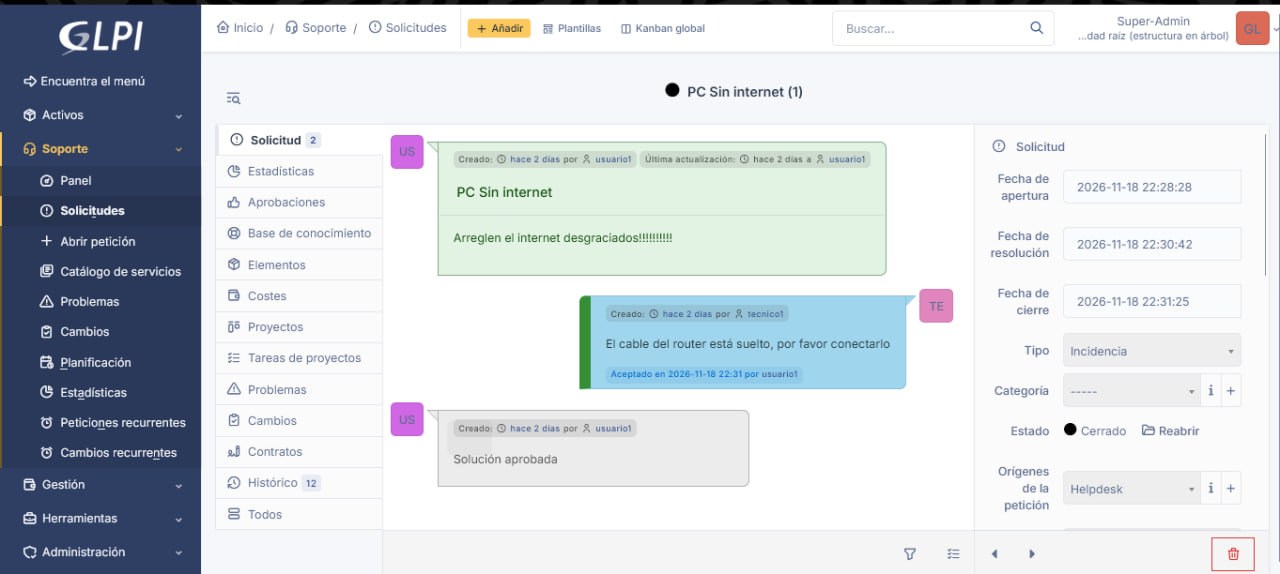 GLPI
Encuentra el menú
Activos
Soporte
Panel
Solicitudes
Abrir petición
Catálogo de servicios
Problemas
Cambios
Planificación
Estadísticas
Peticiones recurrentes
Cambios recurrentes
Gestión
Herramientas
Administración
Inicio / Soporte / Solicitudes
+ Añadir
Plantillas
Kanban global
Buscar...
Super-Admin
...dad raíz (estructura en árbol)
GL
PC Sin internet (1)
Solicitud 2
Estadísticas
Aprobaciones
Base de conocimiento
Elementos
Costes
Proyectos
Tareas de proyectos
Problemas
Cambios
Contratos
Histórico 12
Todos
US
Creado: hace 2 días por usuario1 Última actualización: hace 2 días a usuario1
PC Sin internet
Arreglen el internet desgraciados!!!!!!!!!!
TE
Creado: hace 2 días por tecnico1
El cable del router está suelto, por favor conectarlo
Aceptado en 2026-11-18 22:31 por usuario1
US
Creado: hace 2 días por usuario1
Solución aprobada
Solicitud
Fecha de
apertura
2026-11-18 22:28:28
Fecha de
resolución
2026-11-18 22:30:42
Fecha de
cierre
2026-11-18 22:31:25
Tipo
Incidencia
Categoría
-----
i +
Estado
Cerrado
Reabrir
Orígenes
de la
petición
Helpdesk
i +